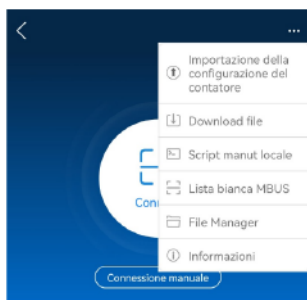 ...
Importazione della
configurazione del
contatore
Download file
Script manut locale
Lista bianca MBUS
File Manager
Informazioni
Conn
Connessione manuale